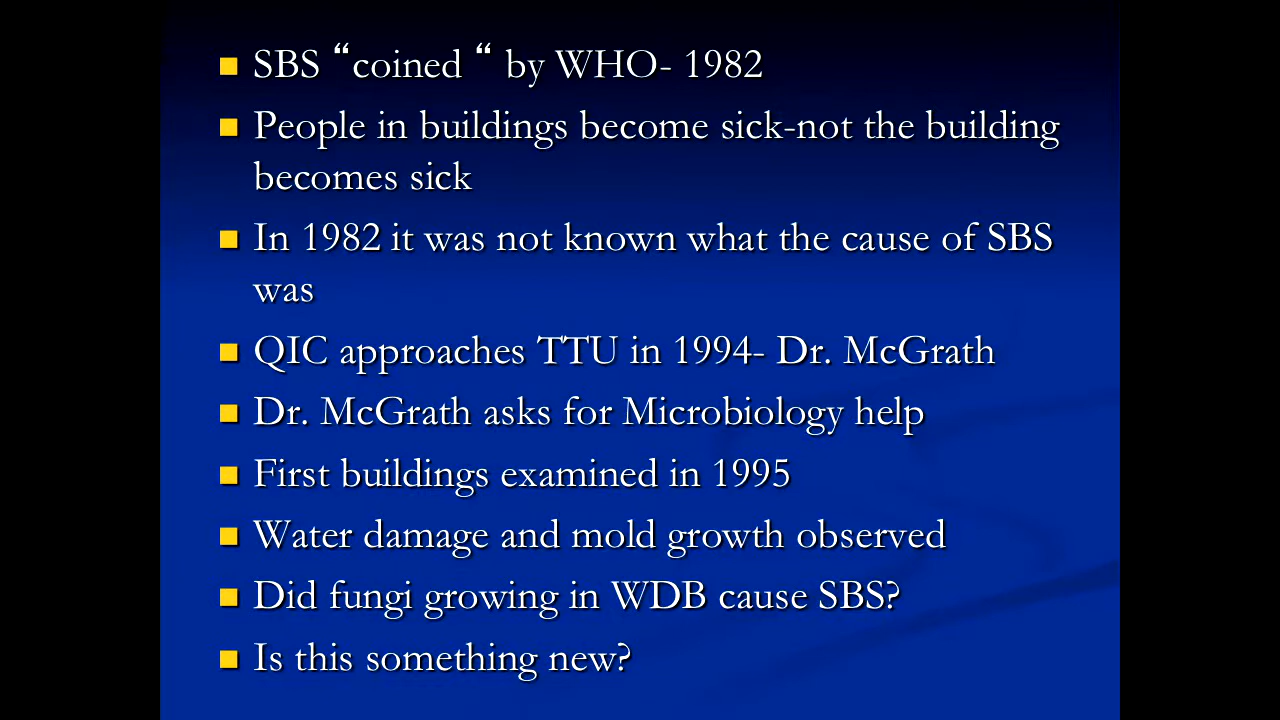 SBS “coined “ by WHO- 1982
People in buildings become sick-not the building
becomes sick
In 1982 it was not known what the cause of SBS
was
QIC approaches TTU in 1994- Dr. McGrath
Dr. McGrath asks for Microbiology help
First buildings examined in 1995
Water damage and mold growth observed
Did fungi growing in WDB cause SBS?
Is this something new?